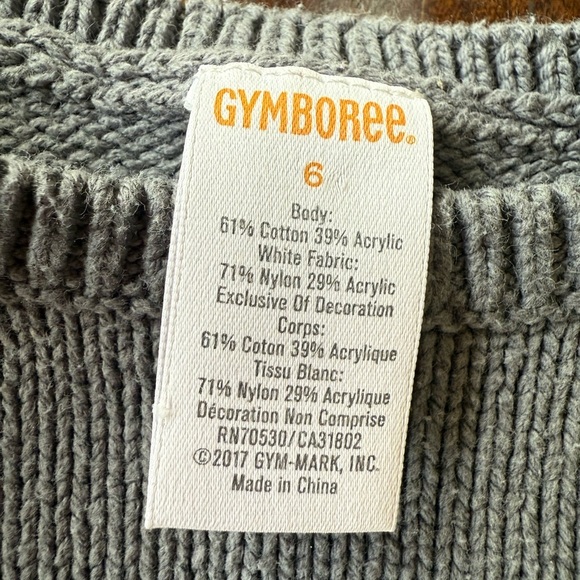 GYMBOREE®
6
Body:
61% Cotton 39% Acrylic
White Fabric:
71% Nylon 29% Acrylic
Exclusive Of Decoration
Corps:
61% Coton 39% Acrylique
Tissu Blanc:
71% Nylon 29% Acrylique
Décoration Non Comprise
RN70530/CA31802
©2017 GYM-MARK, INC.
Made in China